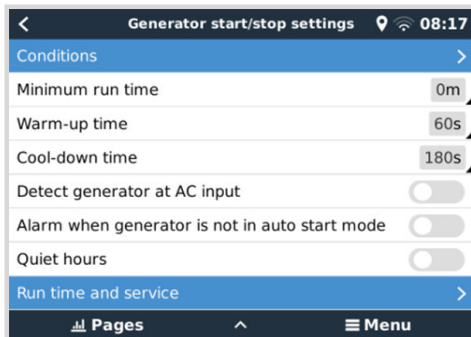 Generator start/stop settings 08:17
Conditions
Minimum run time 0m
Warm-up time 60s
Cool-down time 180s
Detect generator at AC input
Alarm when generator is not in auto start mode
Quiet hours
Run time and service
Pages Menu